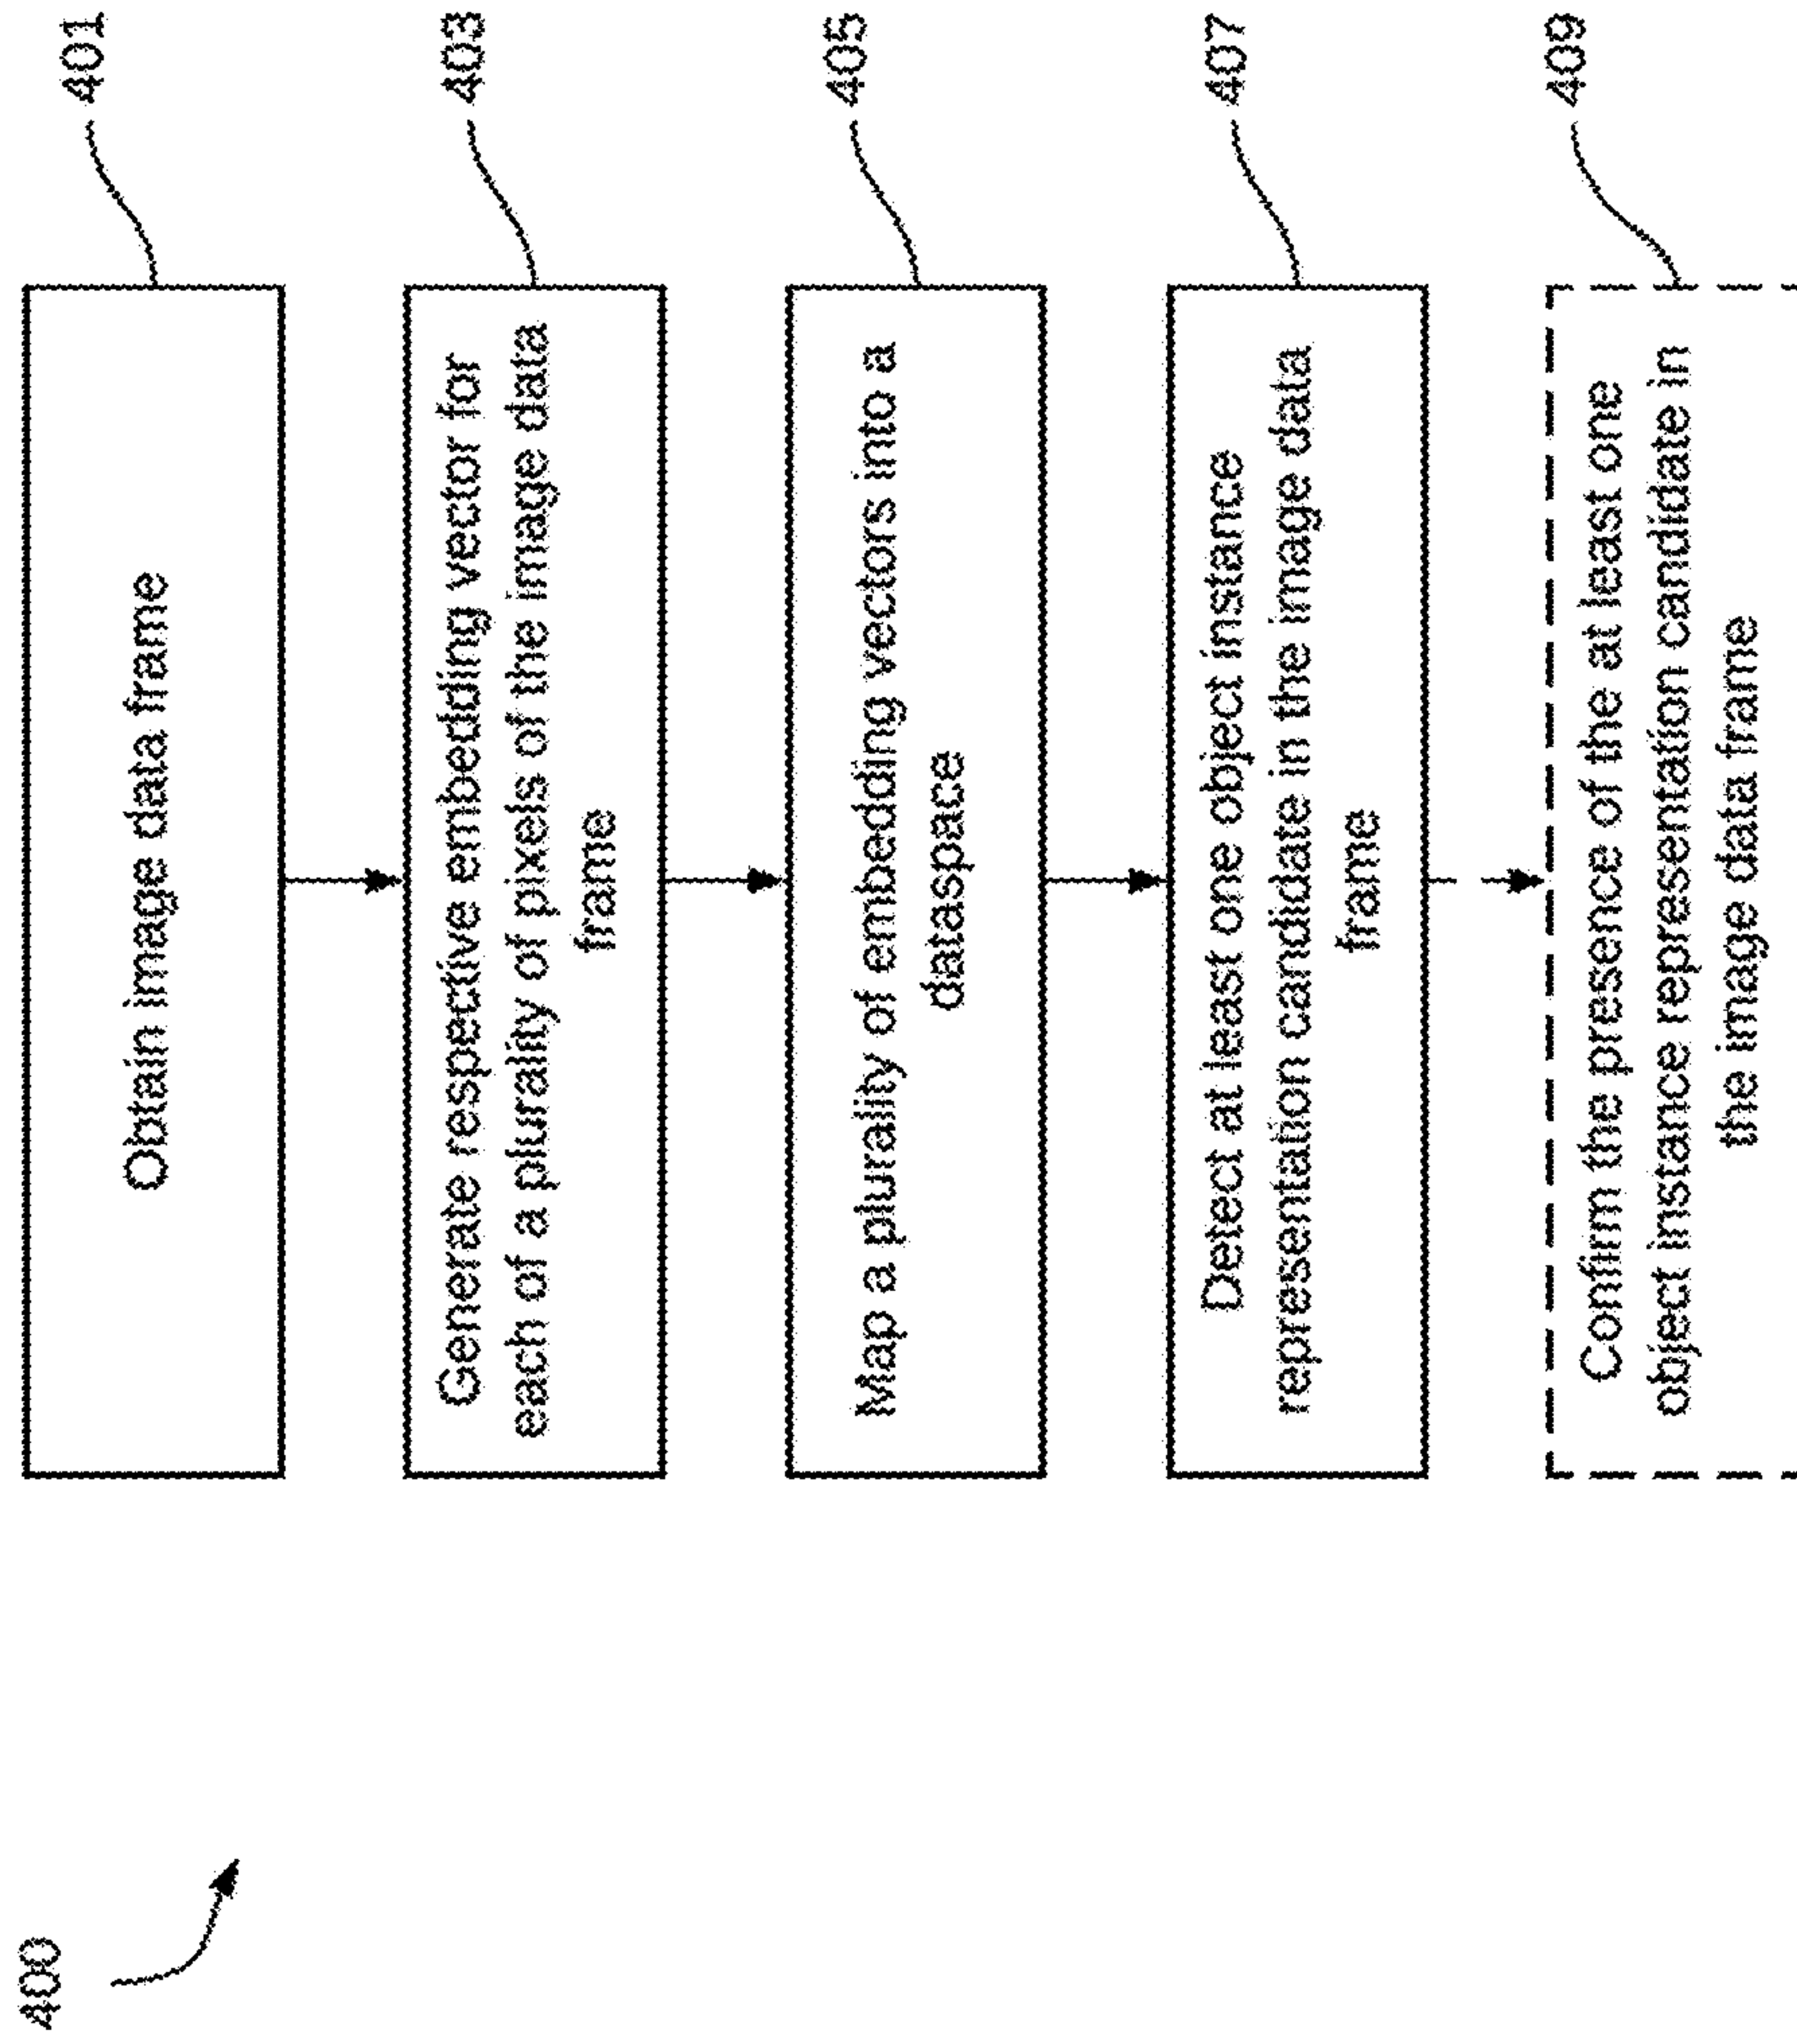 400
Obtain image data frame
401
Generate respective embedding vector for
each of a plurality of pixels of the image data
frame
403
Map a plurality of embedding vectors into a
dataspace
405
Detect at least one object instance
representation candidate in the image data
frame
407
Confirm the presence of the at least one
object instance representation candidate in
the image data frame
409